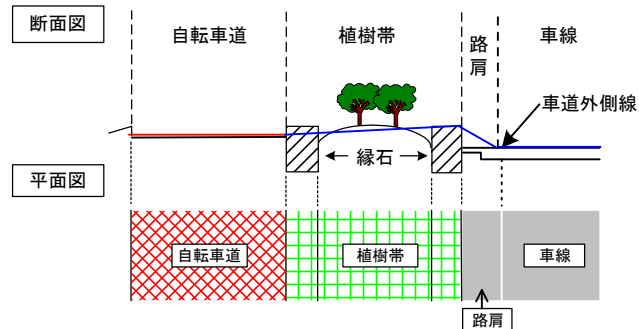 断面図
自転車道
植樹帯
路肩
車線
車道外側線
縁石
平面図
自転車道
植樹帯
車線
路肩